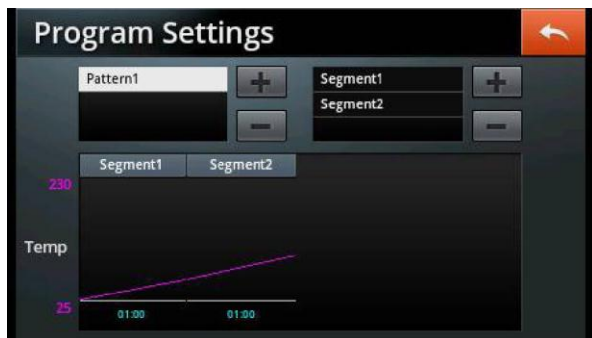 Program Settings
Pattern1
Segment1
Segment2
Segment1 Segment2
230
Temp
25
01:00 01:00